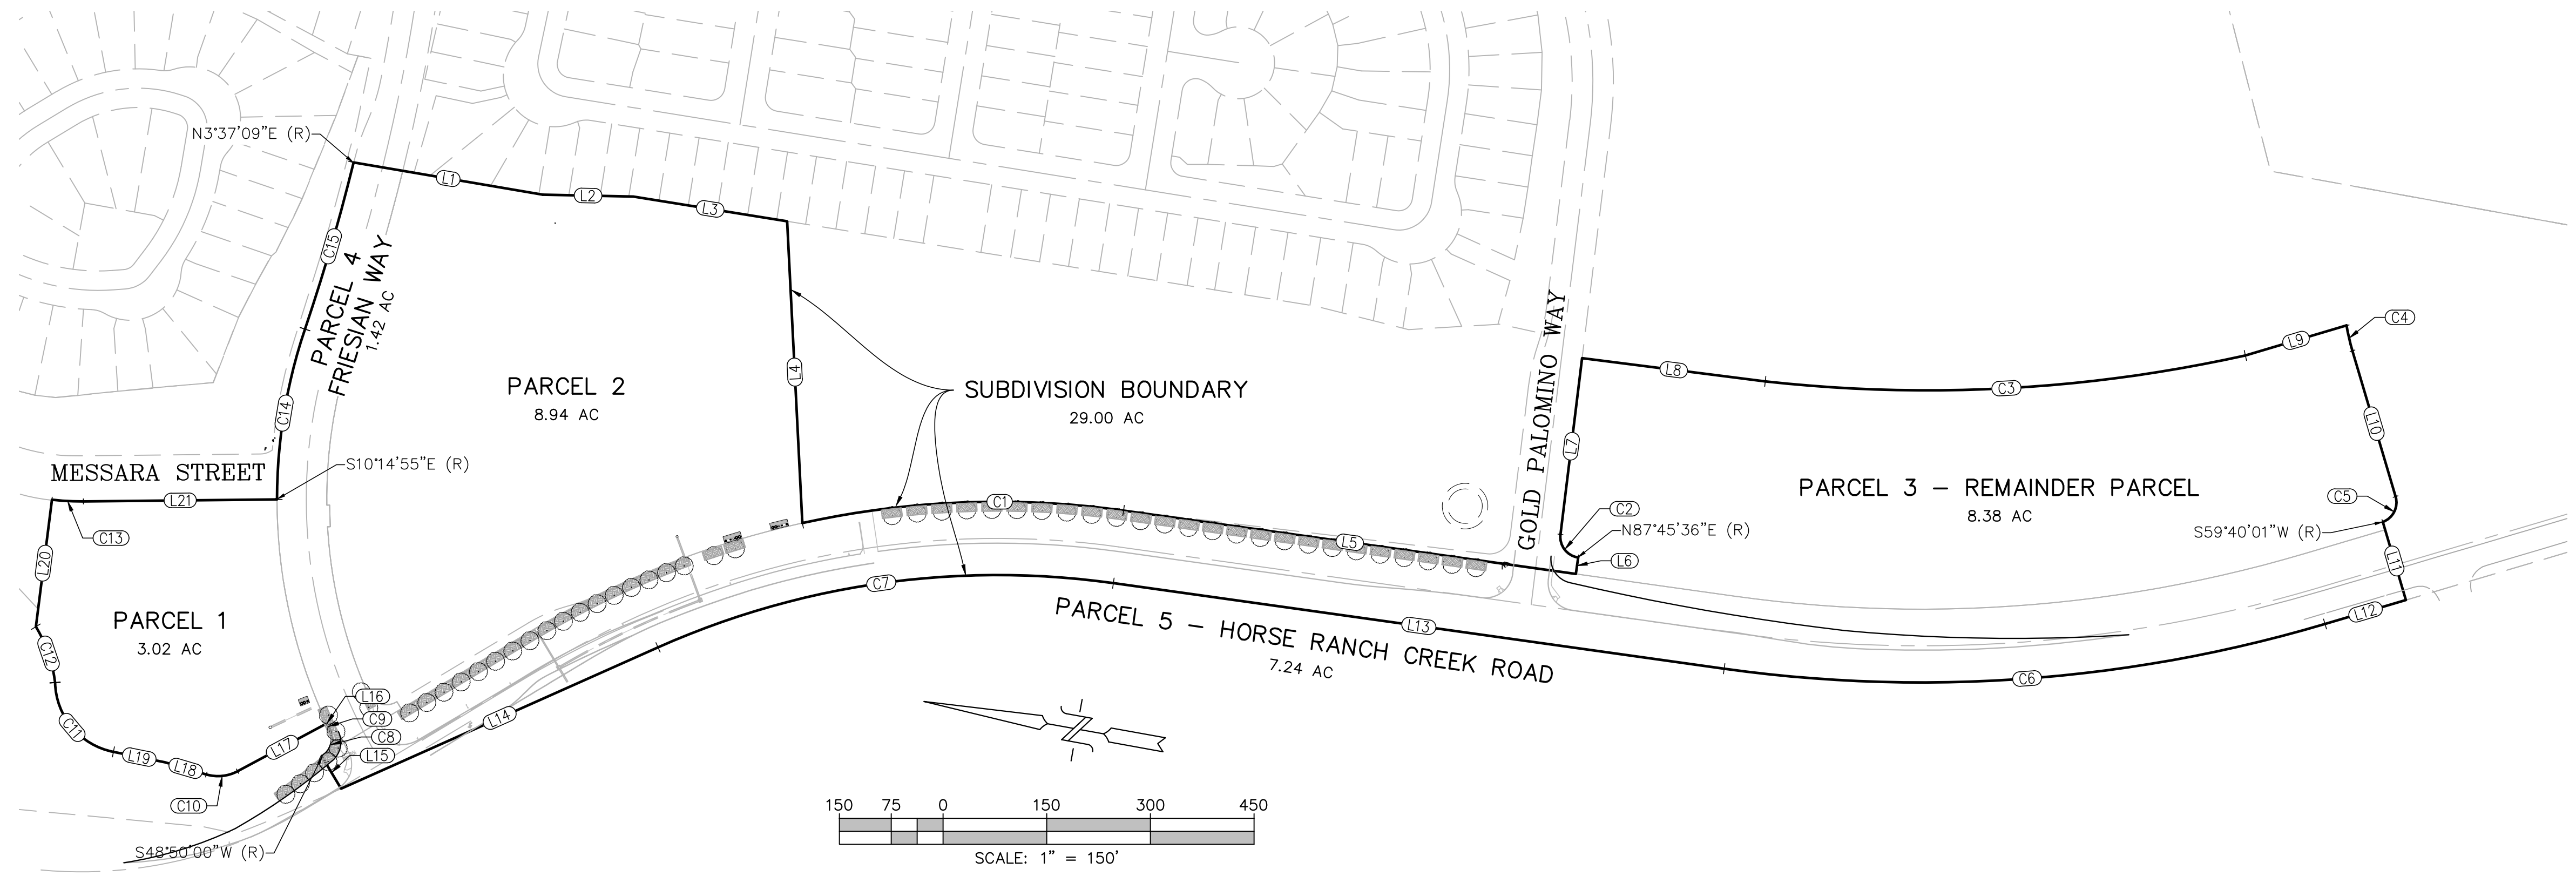 N3°37'09"E (R)
L1
L2
L3
C15
PARCEL 4
FRIESIAN WAY
1.42 AC
C14
L4
PARCEL 2
8.94 AC
SUBDIVISION BOUNDARY
29.00 AC
GOLD PALOMINO WAY
L7
L8
C3
L9
C4
L10
C5
S59°40'01"W (R)
L11
L12
PARCEL 3 – REMAINDER PARCEL
8.38 AC
MESSARA STREET
S10°14'55"E (R)
L21
C13
L20
C1
L5
C2
N87°45'36"E (R)
L6
PARCEL 1
3.02 AC
C12
C11
L19
L18
C10
L17
L16
C9
C8
L15
S48°50'00"W (R)
L14
C7
L13
C6
PARCEL 5 – HORSE RANCH CREEK ROAD
7.24 AC
150 75 0 150 300 450
SCALE: 1" = 150'